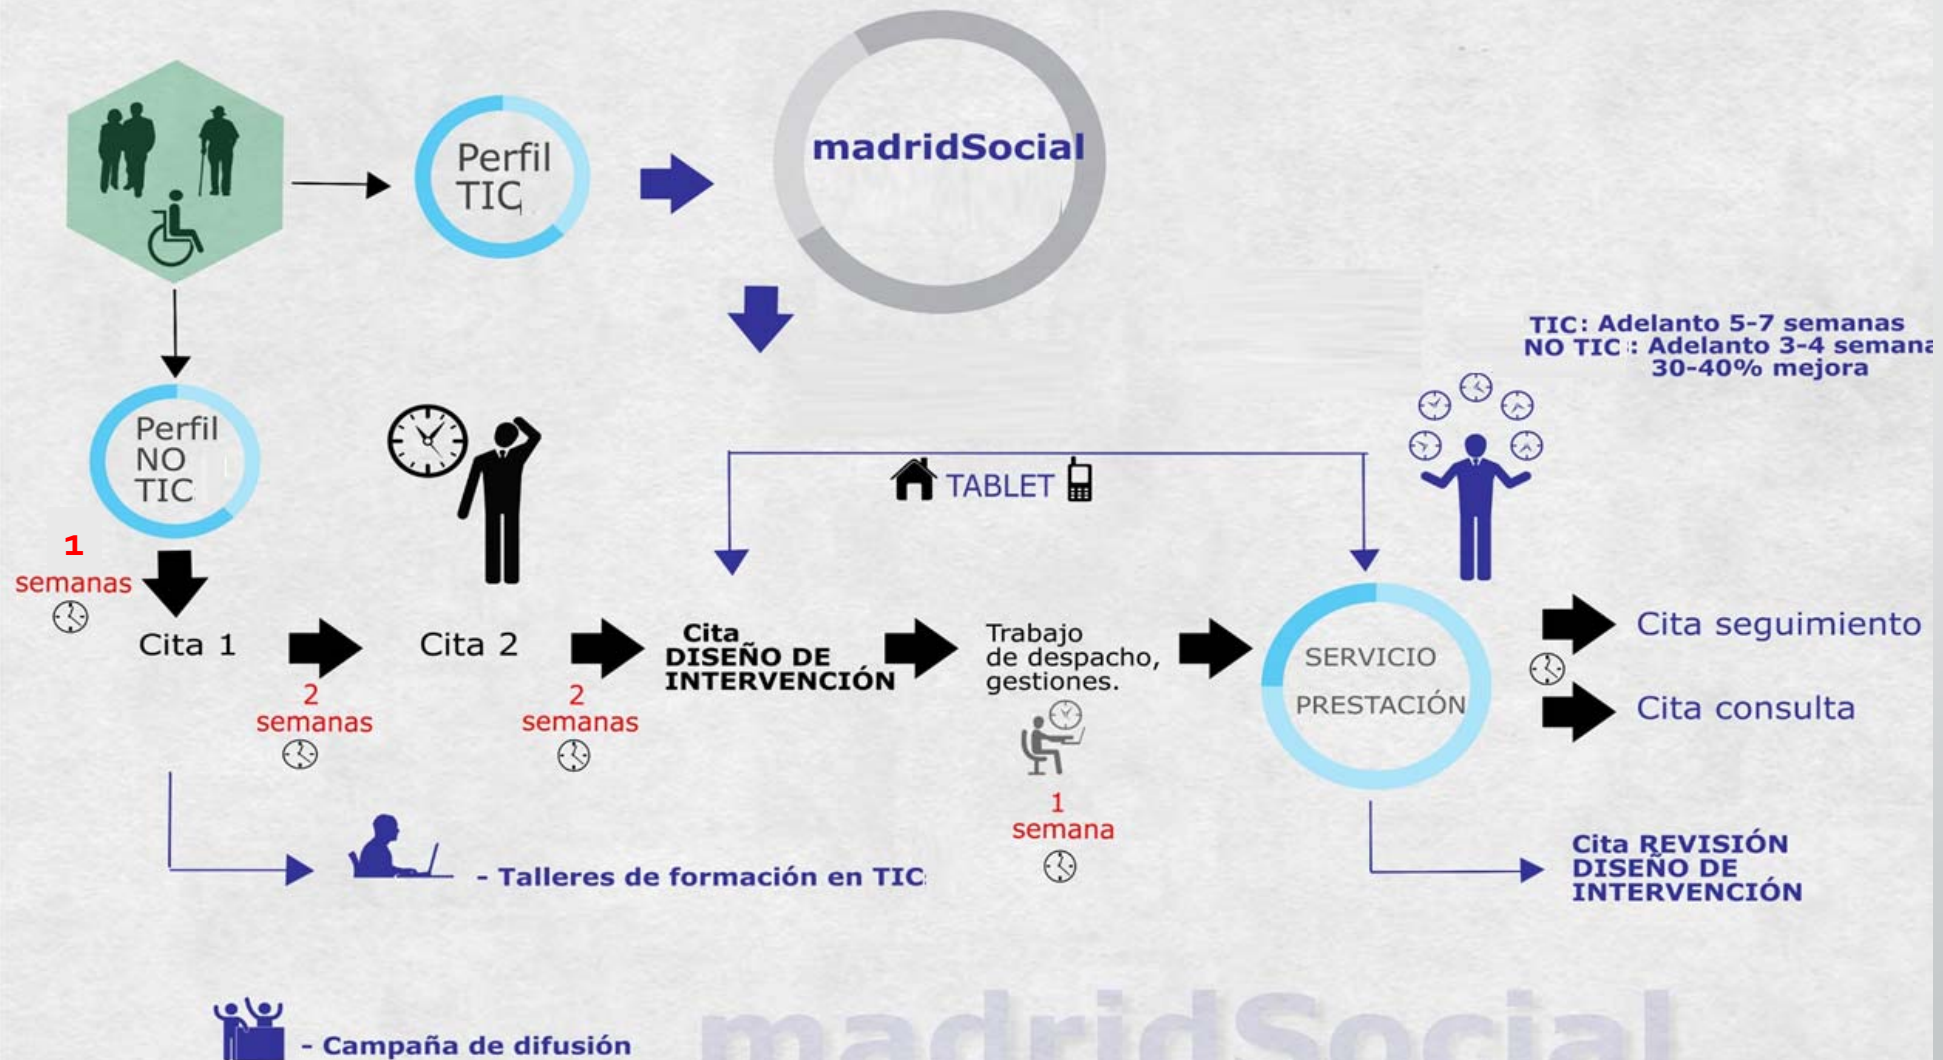 Perfil
TIC
madridSocial
TIC: Adelanto 5-7 semanas
NO TIC : Adelanto 3-4 semana
30-40% mejora
Perfil
NO
TIC
TABLET
1
semanas
Cita 1
2
semanas
Cita 2
2
semanas
Cita
DISEÑO DE
INTERVENCIÓN
Trabajo
de despacho,
gestiones.
1
semana
SERVICIO
PRESTACIÓN
Cita seguimiento
Cita consulta
Cita REVISIÓN
DISEÑO DE
INTERVENCIÓN
- Talleres de formación en TIC
- Campaña de difusión
madridSocial